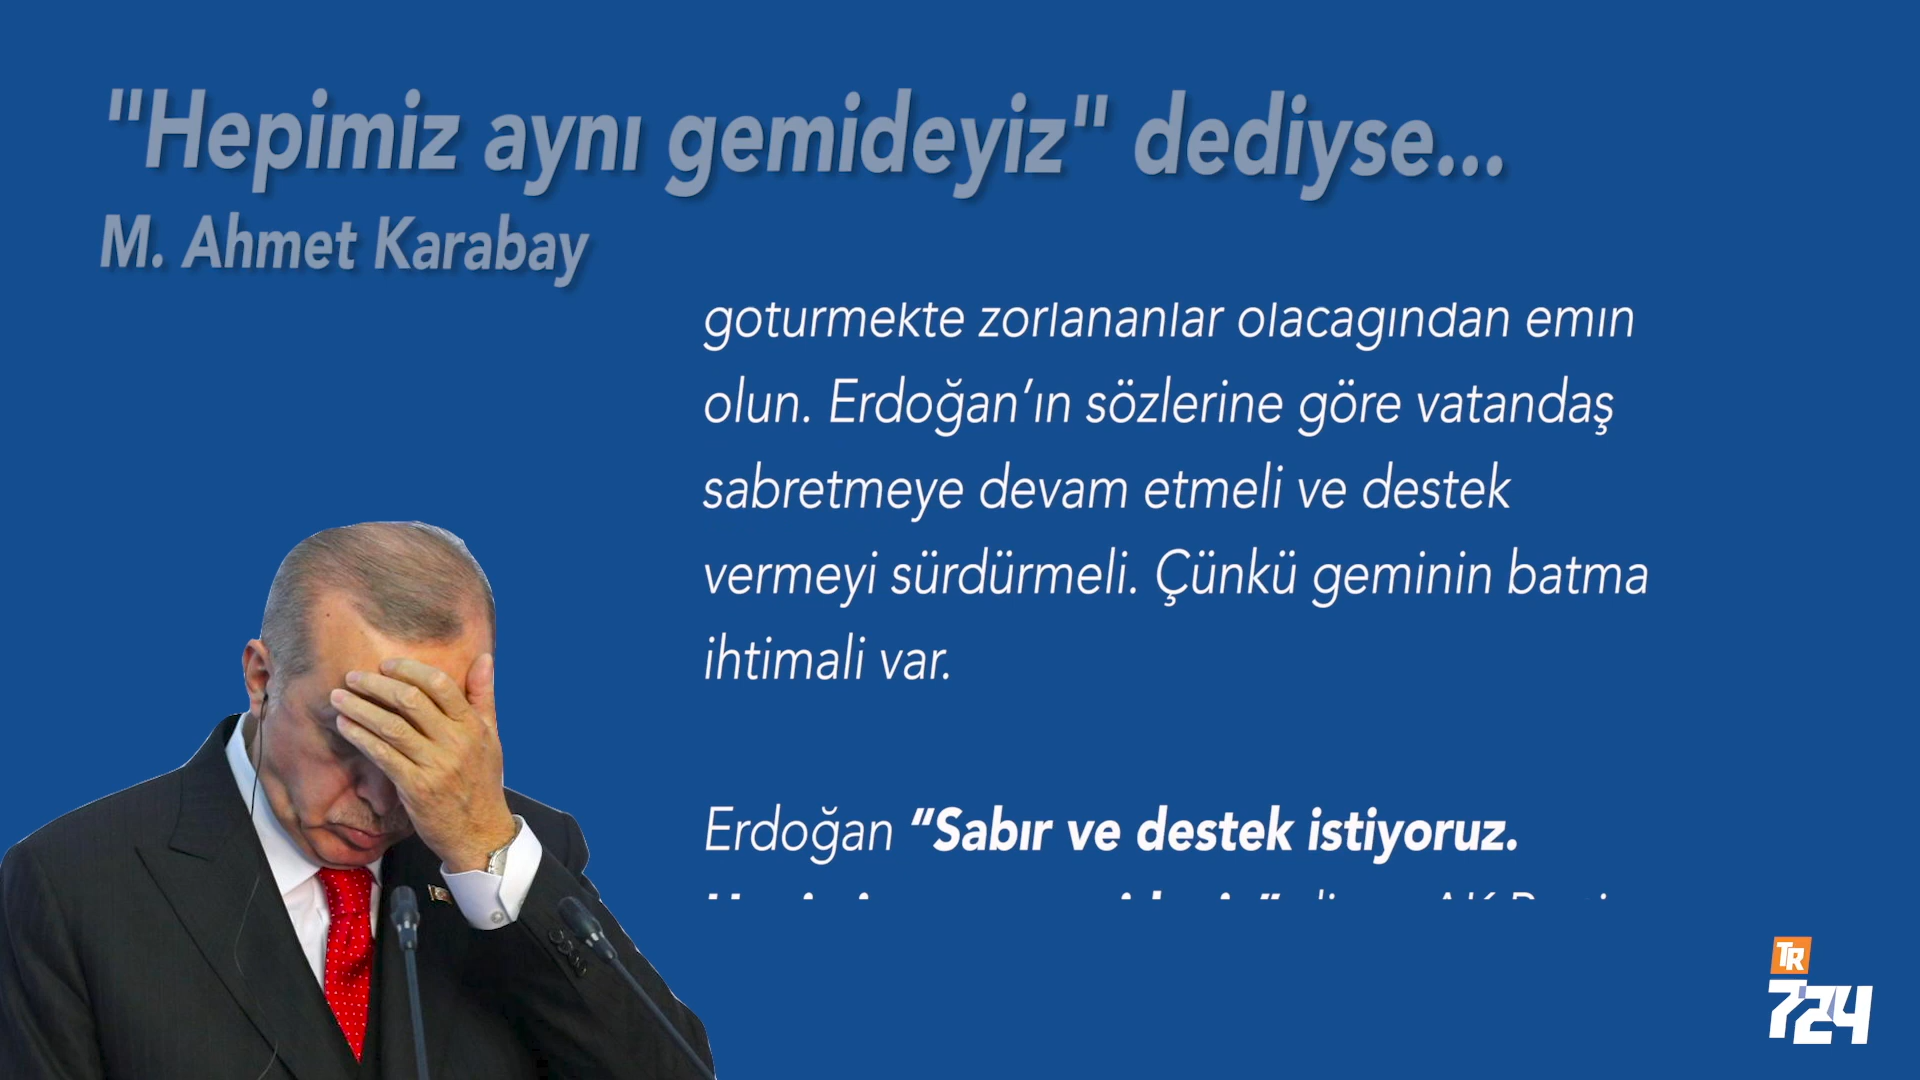 "Hepimiz aynı gemideyiz" dediyse...
M. Ahmet Karabay
götürmekte zorlananlar olacağından emin
olun. Erdoğan’ın sözlerine göre vatandaş
sabretmeye devam etmeli ve destek
vermeyi sürdürmeli. Çünkü geminin batma
ihtimali var.
Erdoğan “Sabır ve destek istiyoruz.
TR
724